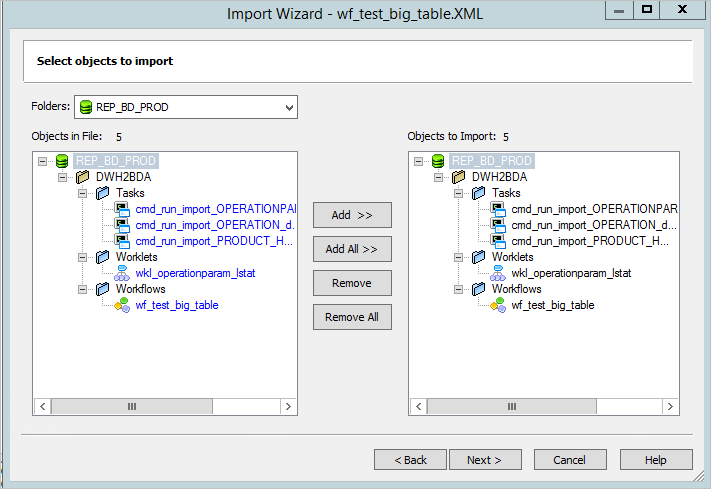 Import Wizard - wf_test_big_table.XML
Select objects to import
Folders: REP_BD_PROD
Objects in File: 5
REP_BD_PROD
DWH2BDA
Tasks
cmd_run_import_OPERATIONPA
cmd_run_import_OPERATION_d...
cmd_run_import_PRODUCT_H...
Worklets
wkl_operationparam_lstat
Workflows
wf_test_big_table
Add >>
Add All >>
Remove
Remove All
Objects to Import: 5
REP_BD_PROD
DWH2BDA
Tasks
cmd_run_import_OPERATIONPAR
cmd_run_import_OPERATION_d...
cmd_run_import_PRODUCT_H...
Worklets
wkl_operationparam_lstat
Workflows
wf_test_big_table
< Back
Next >
Cancel
Help